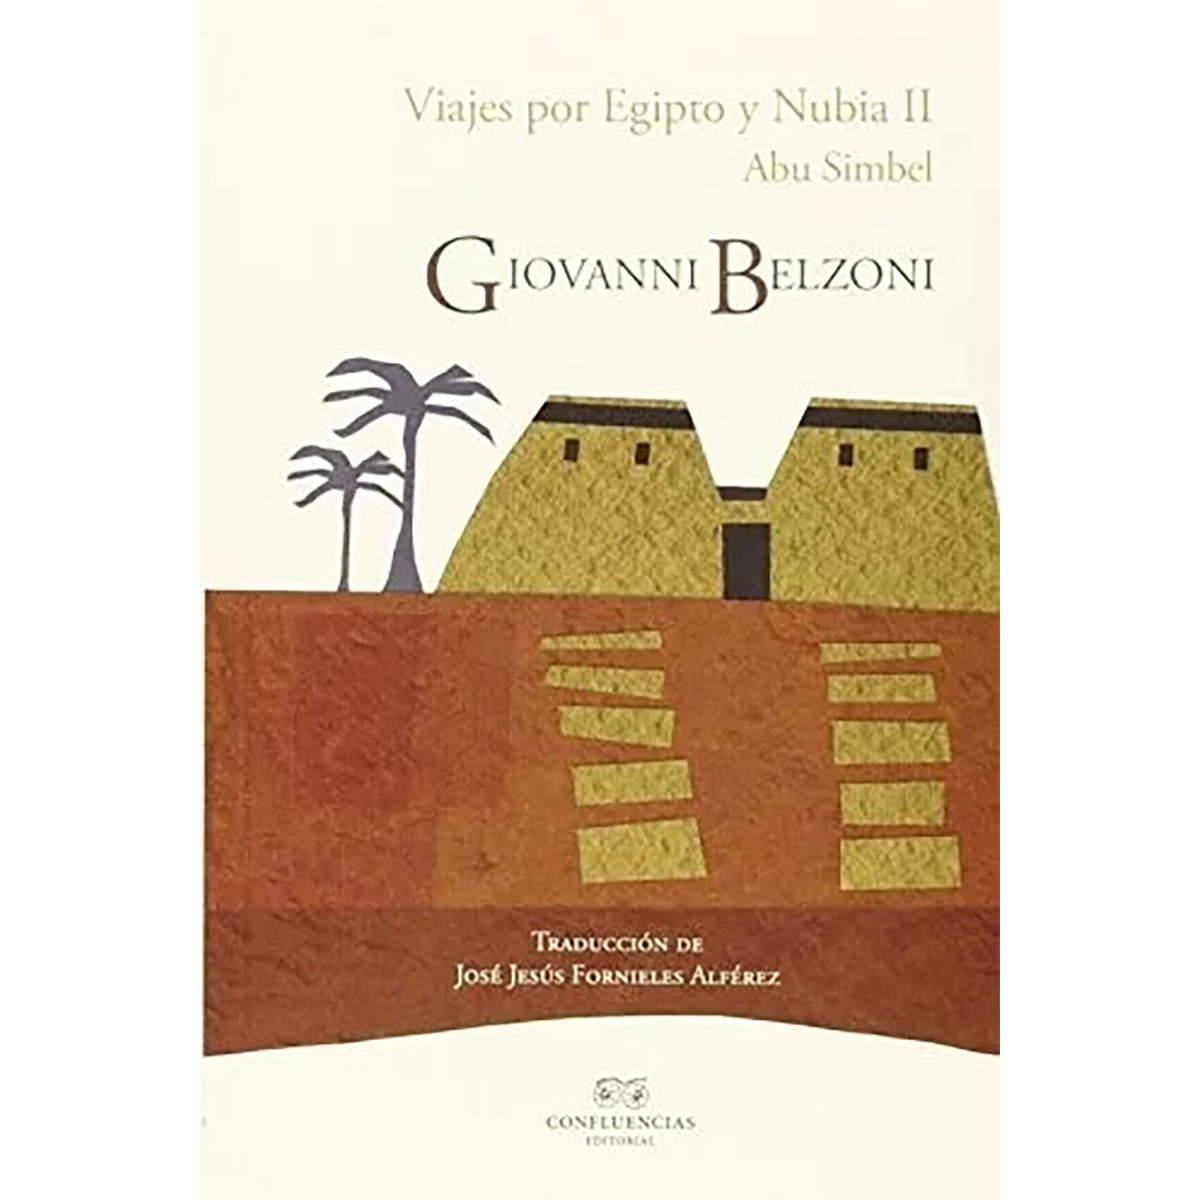 Viajes por Egipto y Nubia II
Abu Simbel
GIOVANNI BELZONI
TRADUCCIÓN DE
JOSÉ JESÚS FORNIELES ALFÉREZ
CONFLUENCIAS
EDITORIAL